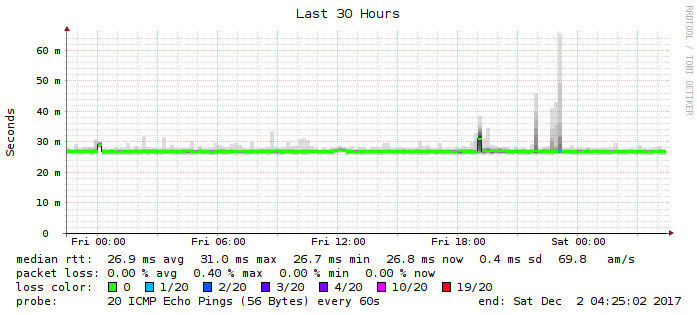 Last 30 Hours
RRDTOOL / TOBI OETIKER
Seconds
60 m
50 m
40 m
30 m
20 m
10 m
0
Fri 00:00 Fri 06:00 Fri 12:00 Fri 18:00 Sat 00:00
median rtt: 26.9 ms avg 31.0 ms max 26.7 ms min 26.8 ms now 0.4 ms sd 69.8 am/s
packet loss: 0.00 % avg 0.40 % max 0.00 % min 0.00 % now
loss color: 0 1/20 2/20 3/20 4/20 10/20 19/20
probe: 20 ICMP Echo Pings (56 Bytes) every 60s end: Sat Dec 2 04:25:02 2017